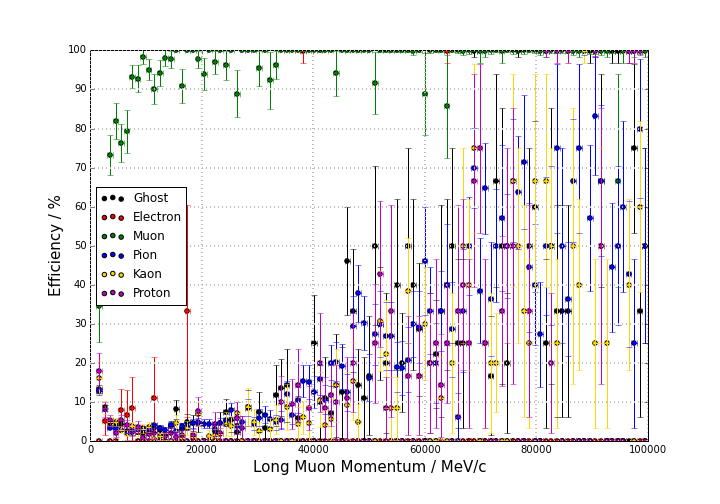 100
90
80
70
60
50
40
30
20
10
0
Efficiency / %
Ghost
Electron
Muon
Pion
Kaon
Proton
0 20000 40000 60000 80000 100000
Long Muon Momentum / MeV/c